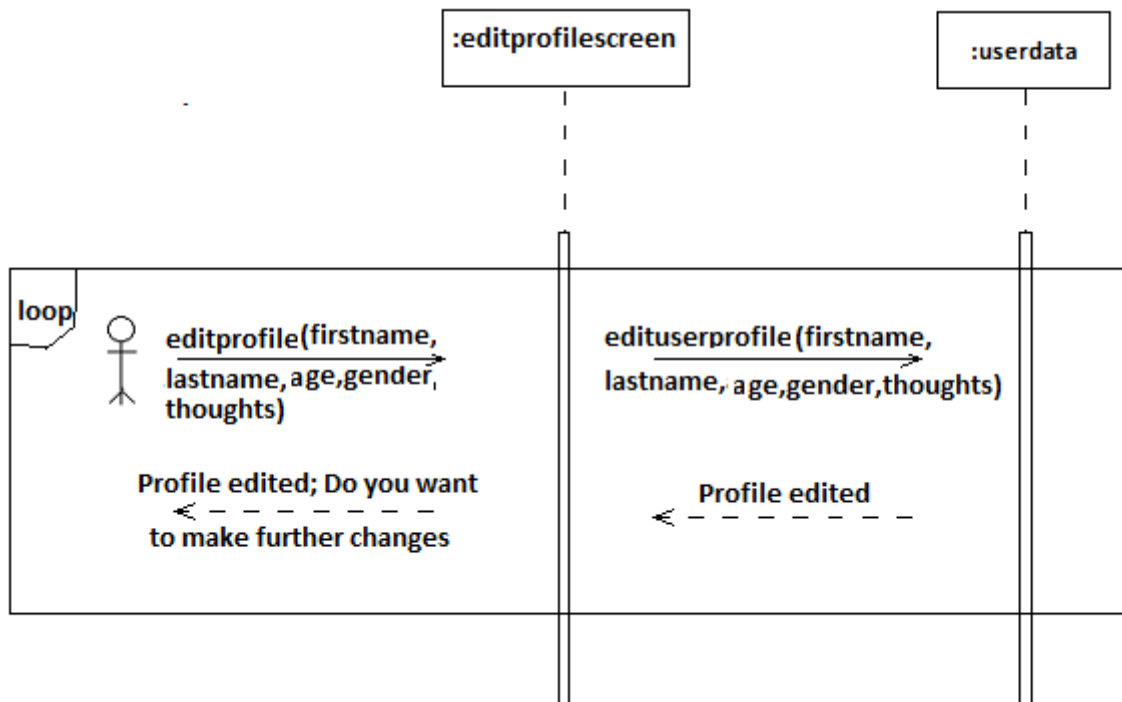 :editprofilescreen
:userdata
loop
editprofile(firstname,
lastname, age,gender,
thoughts)
edituserprofile(firstname,
lastname, age,gender,thoughts)
Profile edited; Do you want
to make further changes
Profile edited